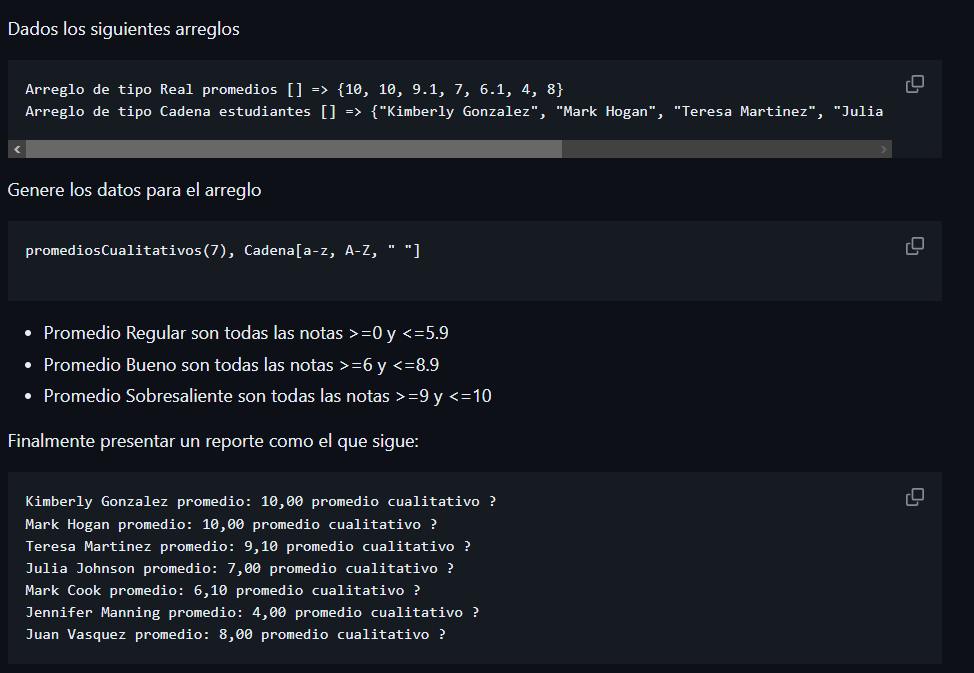 Dados los siguientes arreglos
Arreglo de tipo Real promedios [] => {10, 10, 9.1, 7, 6.1, 4, 8}
Arreglo de tipo Cadena estudiantes [] => {"Kimberly Gonzalez", "Mark Hogan", "Teresa Martinez", "Julia
Genere los datos para el arreglo
promediosCualitativos(7), Cadena[a-z, A-Z, " "]
• Promedio Regular son todas las notas >=0 y <=5.9
• Promedio Bueno son todas las notas >=6 y <=8.9
• Promedio Sobresaliente son todas las notas >=9 y <=10
Finalmente presentar un reporte como el que sigue:
Kimberly Gonzalez promedio: 10,00 promedio cualitativo ?
Mark Hogan promedio: 10,00 promedio cualitativo ?
Teresa Martinez promedio: 9,10 promedio cualitativo ?
Julia Johnson promedio: 7,00 promedio cualitativo ?
Mark Cook promedio: 6,10 promedio cualitativo ?
Jennifer Manning promedio: 4,00 promedio cualitativo ?
Juan Vasquez promedio: 8,00 promedio cualitativo ?